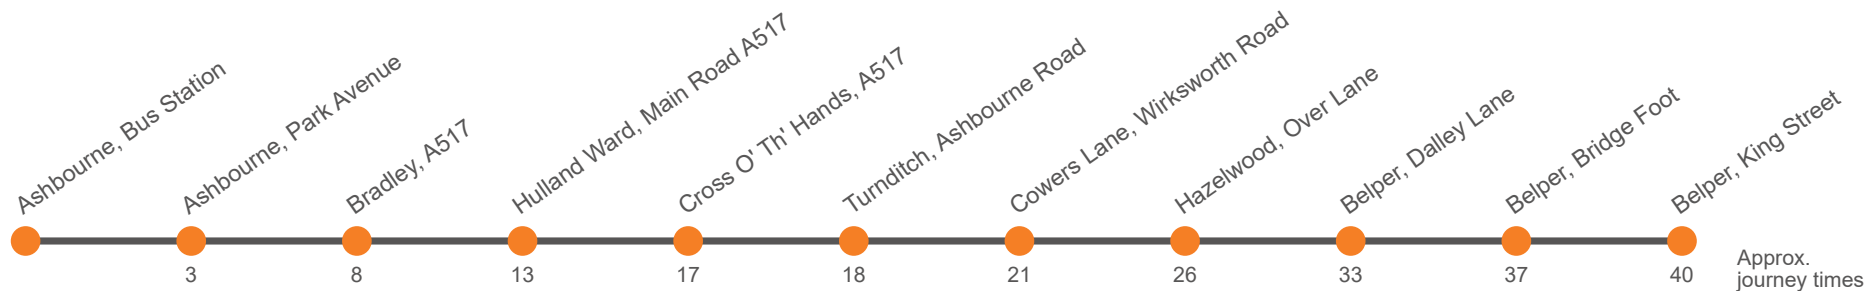 Ashbourne, Bus Station
Ashbourne, Park Avenue
Bradley, A517
Hulland Ward, Main Road A517
Cross O' Th' Hands, A517
Turnditch, Ashbourne Road
Cowers Lane, Wirksworth Road
Hazelwood, Over Lane
Belper, Dalley Lane
Belper, Bridge Foot
Belper, King Street
3 8 13 17 18 21 26 33 37 40
Approx.
journey times